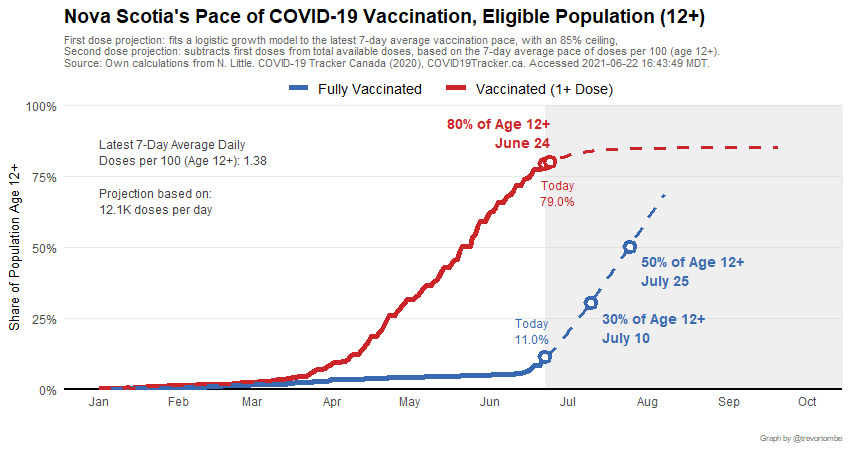 Nova Scotia's Pace of COVID-19 Vaccination, Eligible Population (12+)
First dose projection: fits a logistic growth model to the latest 7-day average vaccination pace, with an 85% ceiling,
Second dose projection: subtracts first doses from total available doses, based on the 7-day average pace of doses per 100 (age 12+).
Source: Own calculations from N. Little. COVID-19 Tracker Canada (2020), COVID19Tracker.ca. Accessed 2021-06-22 16:43:49 MDT.
Fully Vaccinated
Vaccinated (1+ Dose)
Share of Population Age 12+
100%
75%
50%
25%
0%
Latest 7-Day Average Daily
Doses per 100 (Age 12+): 1.38
Projection based on:
12.1K doses per day
80% of Age 12+
June 24
Today
79.0%
50% of Age 12+
July 25
30% of Age 12+
July 10
Today
11.0%
Jan
Feb
Mar
Apr
May
Jun
Jul
Aug
Sep
Oct
Graph by @trevortombe